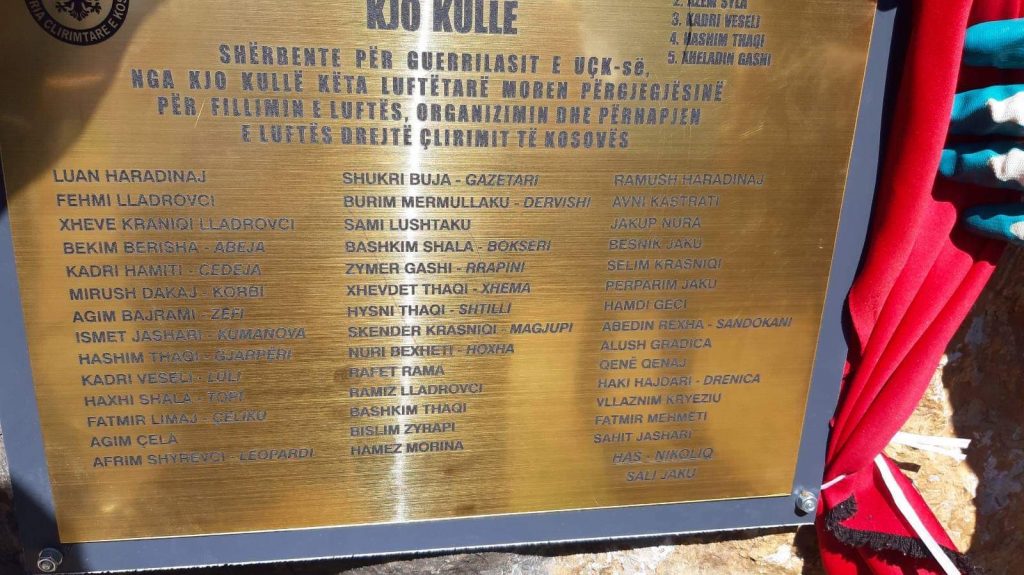 KJO KULLË
2. AZEM SYLA
3. KADRI VESELI
4. HASHIM THAÇI
5. XHELADIN GASHI
SHËRBENTE PËR GUERRILASIT E UÇK-së,
NGA KJO KULLË KËTA LUFTËTARË MOREN PËRGJEGJËSINË
PËR FILLIMIN E LUFTËS, ORGANIZIMIN DHE PËRHAPJEN
E LUFTËS DREJTË ÇLIRIMIT TË KOSOVËS
LUAN HARADINAJ
FEHMI LLADROVCI
XHEVE KRANIQI LLADROVCI
BEKIM BERISHA - ABEJA
KADRI HAMITI - CEDEJA
MIRUSH DAKAJ - KORBI
AGIM BAJRAMI - ZEFI
ISMET JASHARI - KUMANOVA
HASHIM THAQI - GJARPERI
KADRI VESELI - LULI
HAXHI SHALA - TOPI
FATMIR LIMAJ - ÇELIKU
AGIM ÇELA
AFRIM SHYREVCI - LEOPARDI
SHUKRI BUJA - GAZETARI
BURIM MERMULLAKU - DERVISHI
SAMI LUSHTAKU
BASHKIM SHALA - BOKSERI
ZYMER GASHI - RRAPINI
XHEVDET THAQI - XHEMA
HYSNI THAQI - SHTILLI
SKENDER KRASNIQI - MAGJUPI
NURI BEXHETI - HOXHA
RAFET RAMA
RAMIZ LLADROVCI
BASHKIM THAQI
BISLIM ZYRAPI
HAMEZ MORINA
RAMUSH HARADINAJ
AVNI KASTRATI
JAKUP NURA
BESNIK JAKU
SELIM KRASNIQI
PERPARIM JAKU
HAMDI GECI
ABEDIN REXHA - SANDOKANI
ALUSH GRADICA
QENË QENAJ
HAKI HAJDARI - DRENICA
VLLAZNIM KRYEZIU
FATMIR MEHMETI
SAHIT JASHARI
HAS - NIKOLIQ
SALI JAKU